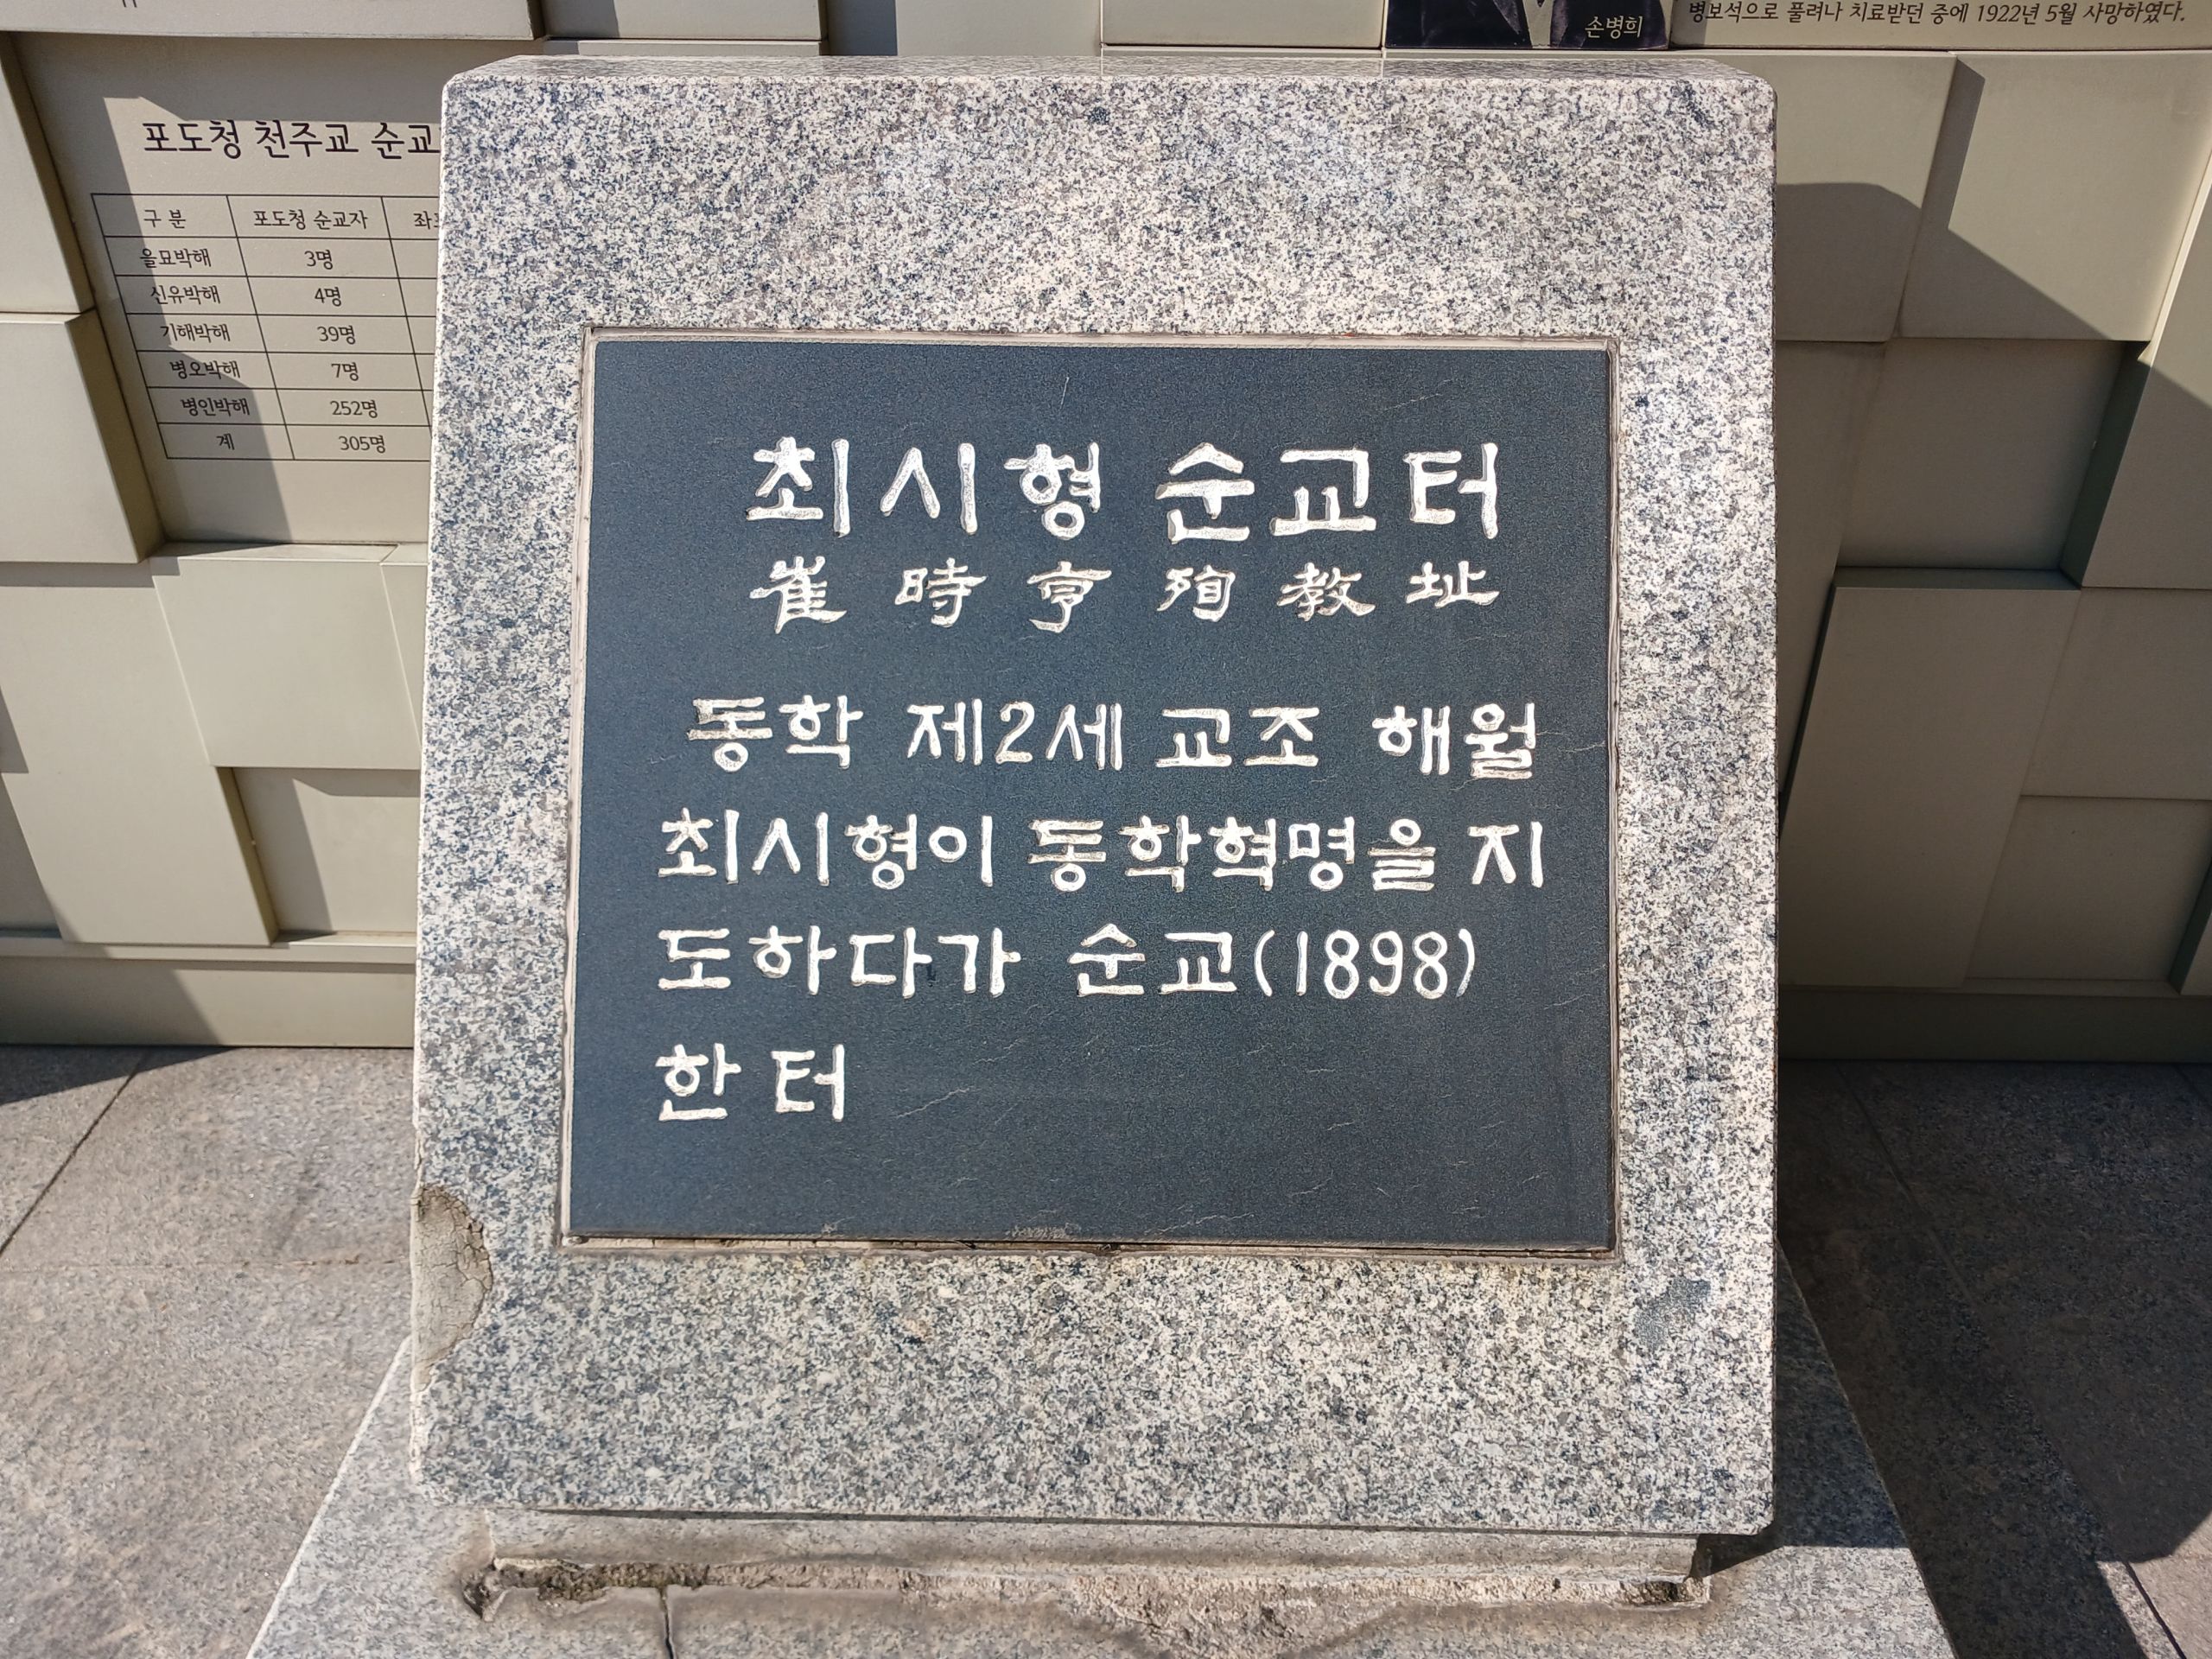 손병희
병보석으로 풀려나 치료받던 중에 1922년 5월 사망하였다.
포도청 천주교 순교
구 분 포도청 순교자
을묘박해 3명
신유박해 4명
기해박해 39명
병오박해 7명
병인박해 252명
계 305명
최시형 순교터
崔時亨殉教址
동학 제2세 교조 해월
최시형이 동학혁명을 지
도하다가 순교(1898)
한 터